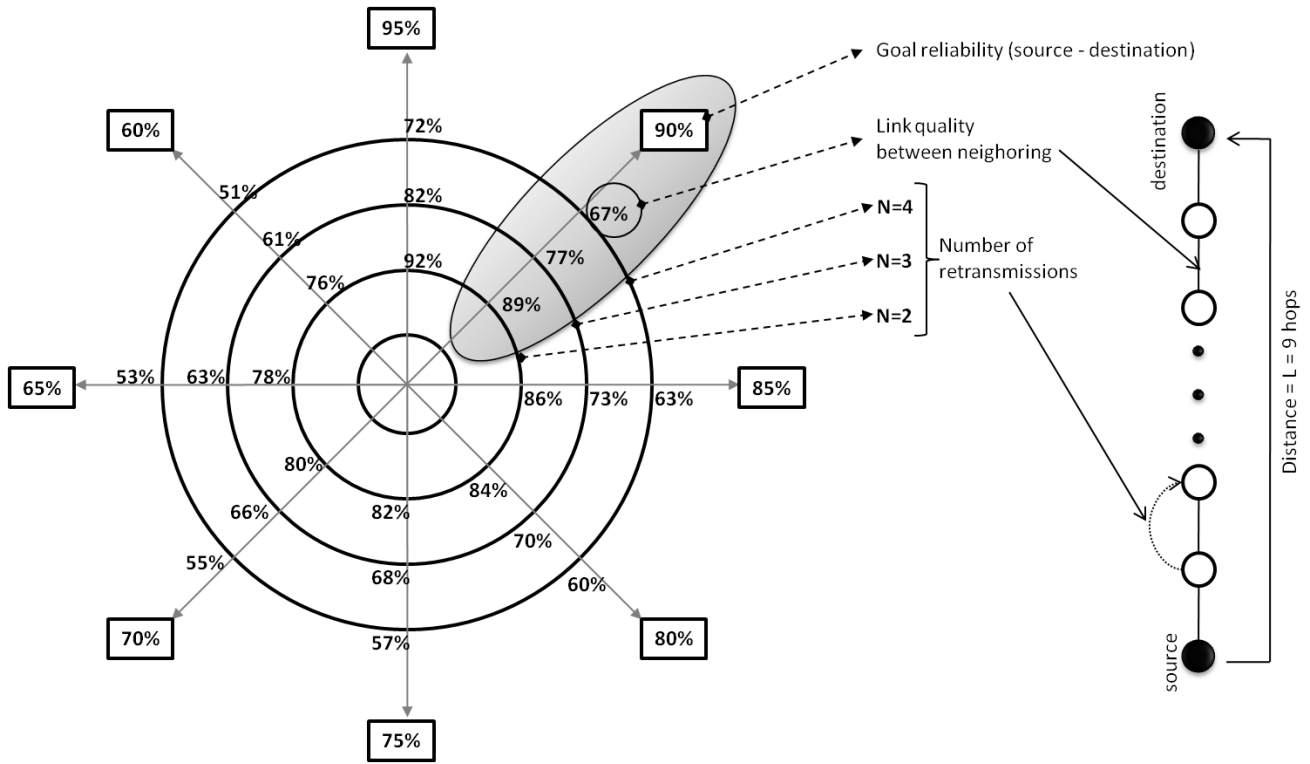 95%
Goal reliability (source - destination)
60%
90%
72%
Link quality
between neighoring
destination
51%
82%
67%
N=4
61%
77%
92%
N=3
Number of
retransmissions
76%
89%
N=2
65%
53%
63%
78%
86%
73%
63%
85%
Distance = L = 9 hops
80%
84%
66%
82%
70%
55%
68%
60%
57%
70%
80%
source
75%